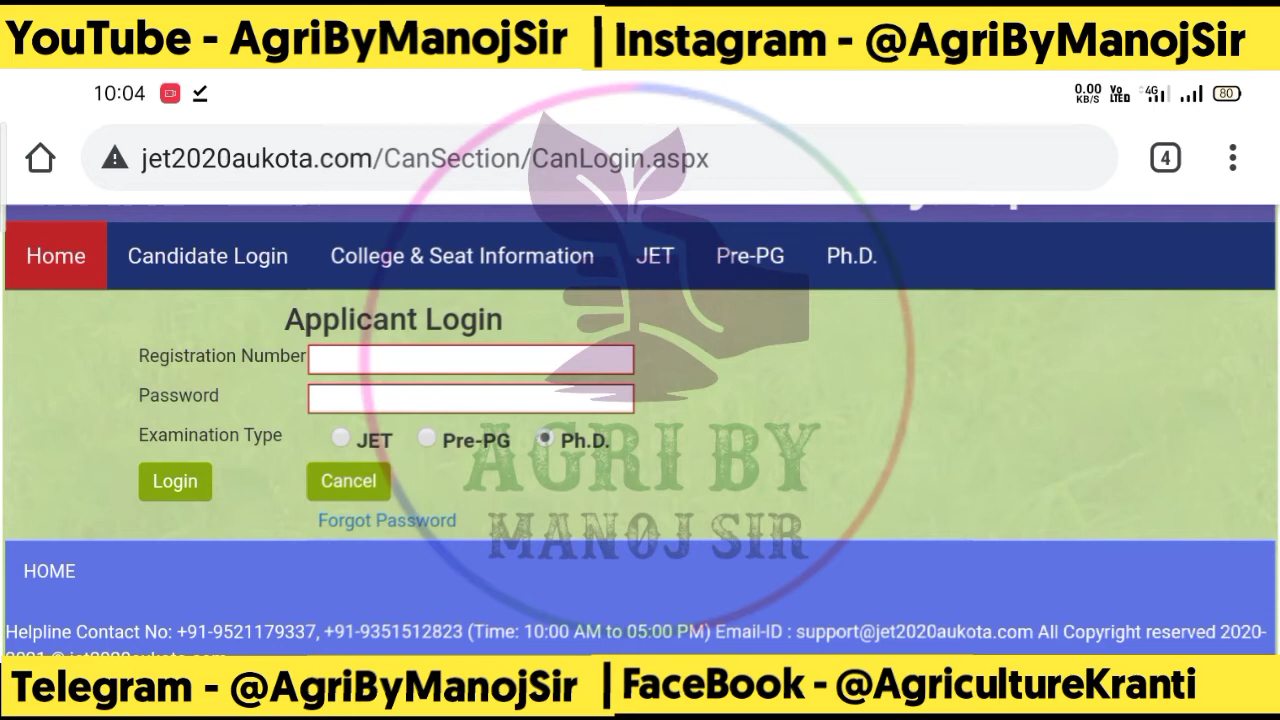 YouTube - AgriByManojSir | Instagram - @AgriByManojSir
10:04 0.00 KB/S Vo LTED 4G 80
jet2020aukota.com/CanSection/CanLogin.aspx 4
Home Candidate Login College & Seat Information JET Pre-PG Ph.D.
Applicant Login
Registration Number
Password
Examination Type JET Pre-PG Ph.D.
Login Cancel
Forgot Password
AGRI BY
MANOJ SIR
HOME
Helpline Contact No: +91-9521179337, +91-9351512823 (Time: 10:00 AM to 05:00 PM) Email-ID : support@jet2020aukota.com All Copyright reserved 2020-
Telegram - @AgriByManojSir | FaceBook - @AgricultureKranti